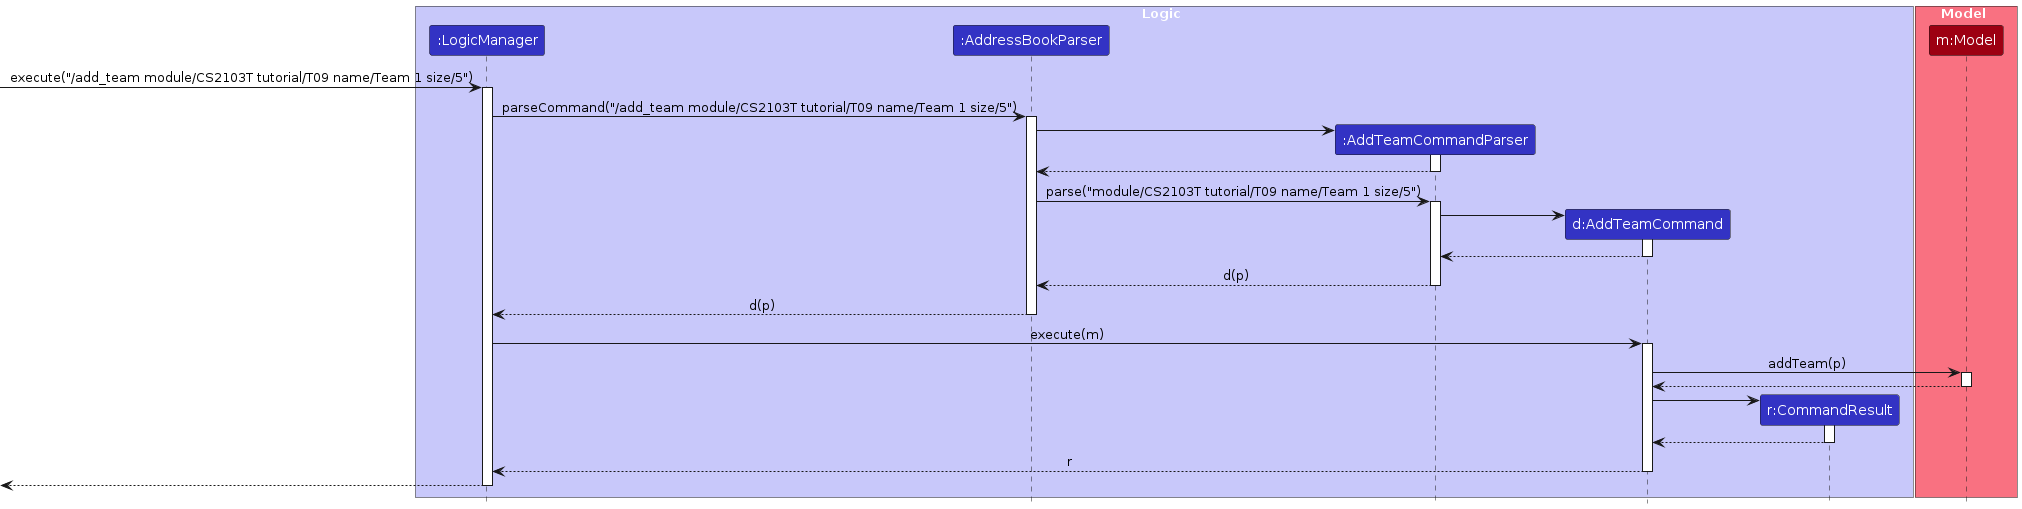 Logic
Model
:LogicManager
:AddressBookParser
m:Model
execute("/add_team module/CS2103T tutorial/T09 name/Team 1 size/5")
parseCommand("/add_team module/CS2103T tutorial/T09 name/Team 1 size/5")
:AddTeamCommandParser
parse("module/CS2103T tutorial/T09 name/Team 1 size/5")
d:AddTeamCommand
d(p)
d(p)
execute(m)
addTeam(p)
r:CommandResult
r